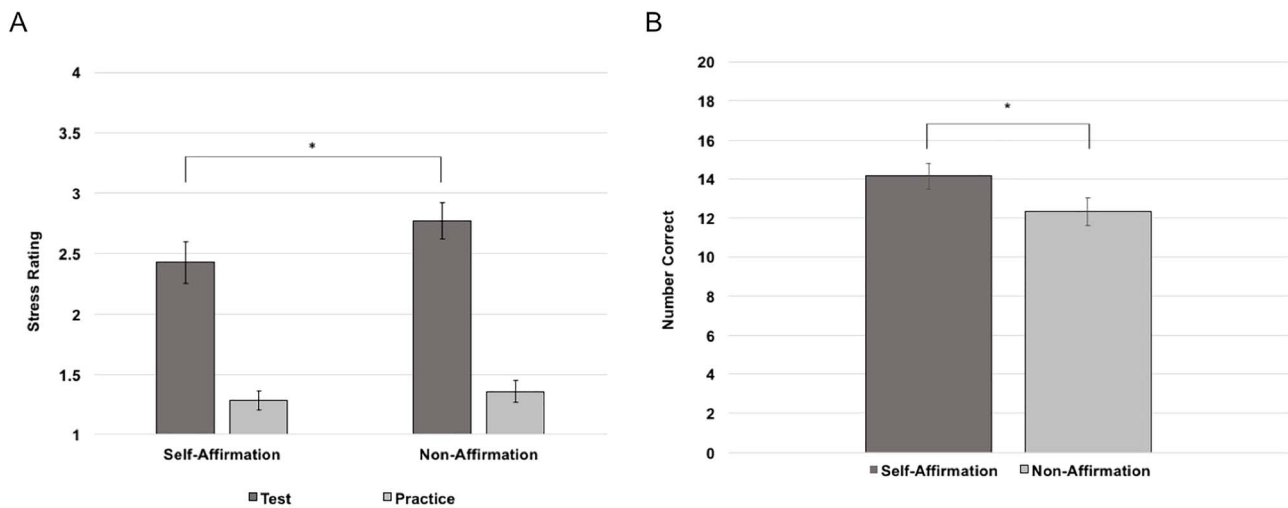 A
4
3.5
3
2.5
2
1.5
1
Stress Rating
*
Self-Affirmation
Non-Affirmation
Test
Practice
B
20
18
16
14
12
10
8
6
4
2
0
Number Correct
*
Self-Affirmation
Non-Affirmation